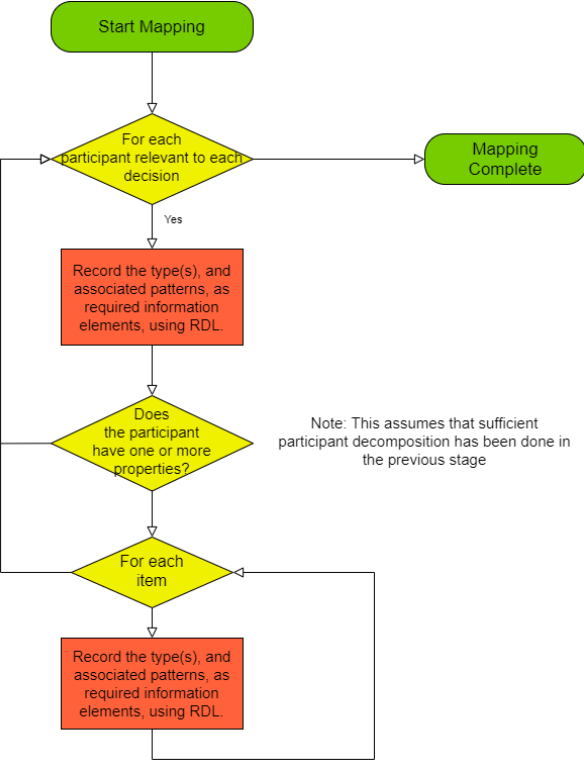 Start Mapping
For each
participant relevant to each
decision
Mapping
Complete
Yes
Record the type(s), and
associated patterns, as
required information
elements, using RDL.
Does
the participant
have one or more
properties?
Note: This assumes that sufficient
participant decomposition has been done in
the previous stage
For each
item
Record the type(s), and
associated patterns, as
required information
elements, using RDL.